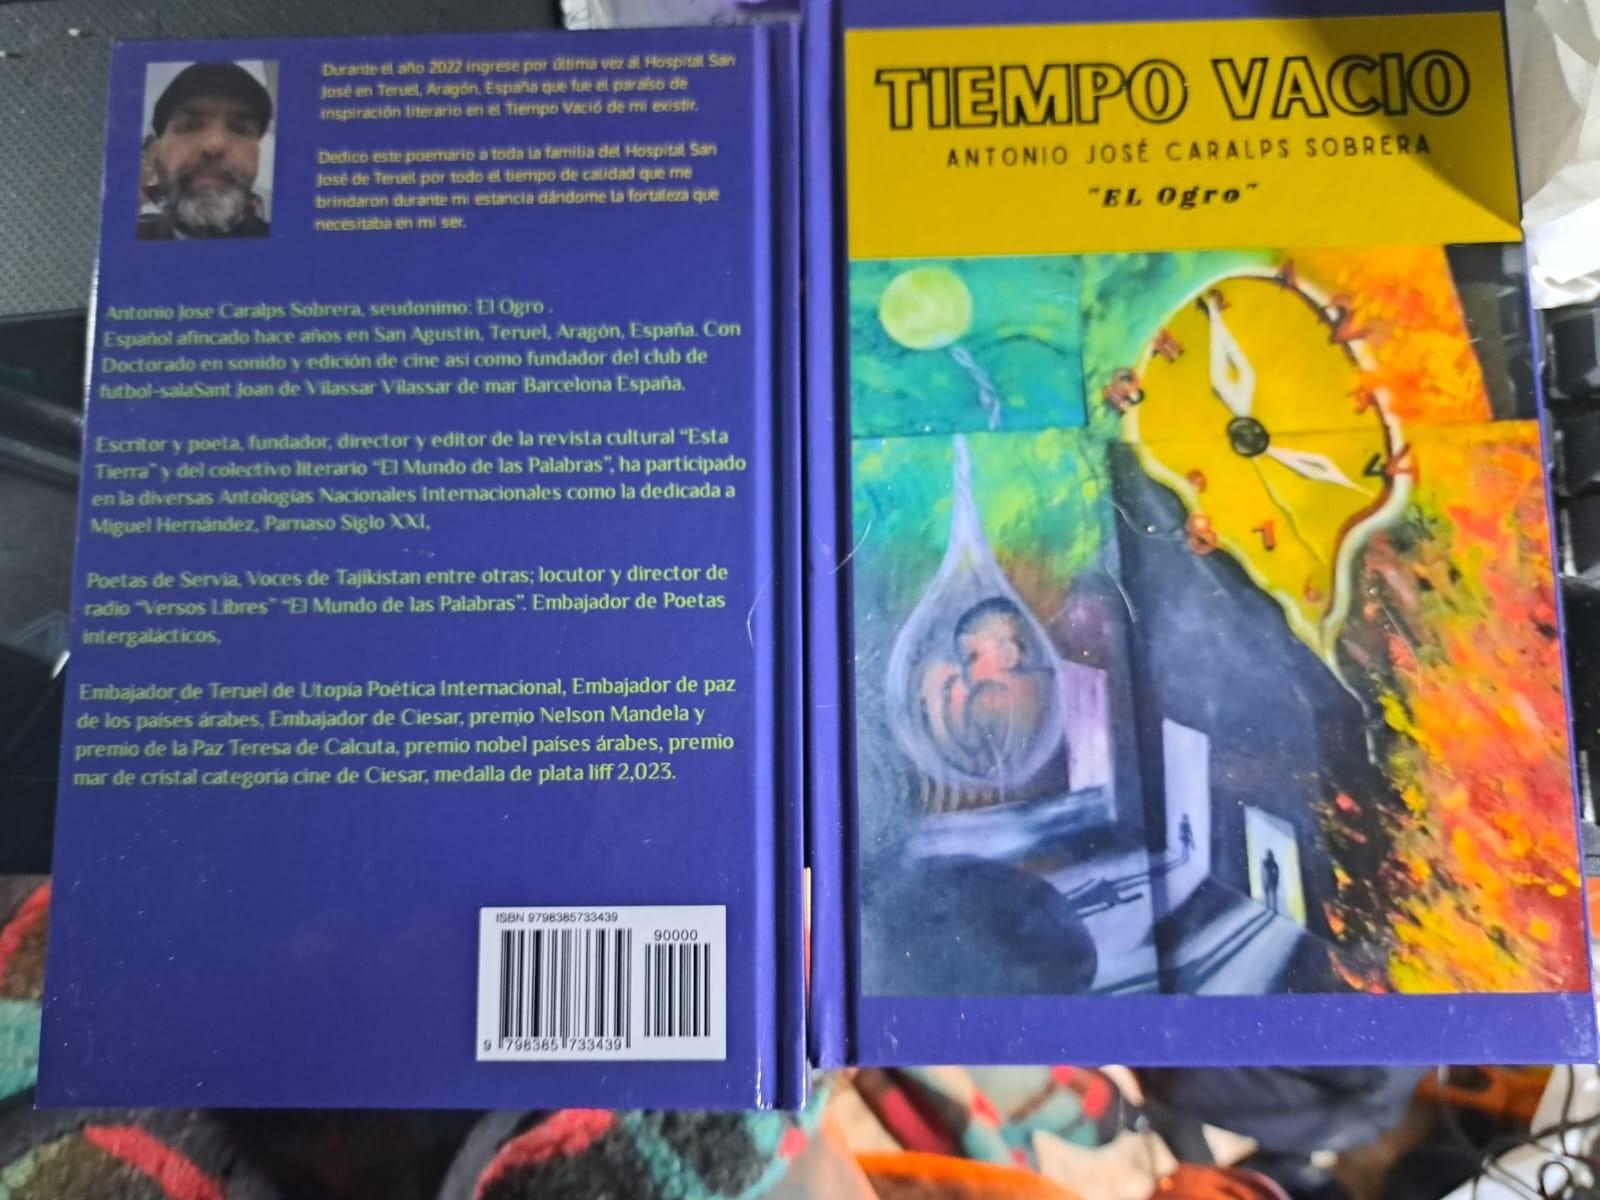 Durante el año 2022 ingrese por última vez al Hospital San
José en Teruel, Aragón, España que fue el paraíso de
inspiración literario en el Tiempo Vació de mi existir.
Dedico este poemario a toda la familia del Hospital San
José de Teruel por todo el tiempo de calidad que me
brindaron durante mi estancia dándome la fortaleza que
necesitaba en mi ser.
Antonio Jose Caralps Sobrera, seudonimo: El Ogro .
Español afincado hace años en San Agustín, Teruel, Aragón, España. Con
Doctorado en sonido y edición de cine así como fundador del club de
futbol-salaSant Joan de Vilassar Vilassar de mar Barcelona España.
Escritor y poeta, fundador, director y editor de la revista cultural “Esta
Tierra” y del colectivo literario “El Mundo de las Palabras”, ha participado
en la diversas Antologías Nacionales Internacionales como la dedicada a
Miguel Hernández, Parnaso Siglo XXI,
Poetas de Servia, Voces de Tajikistan entre otras; locutor y director de
radio “Versos Libres” “El Mundo de las Palabras”. Embajador de Poetas
intergalácticos,
Embajador de Teruel de Utopía Poética Internacional, Embajador de paz
de los países árabes, Embajador de Ciesar, premio Nelson Mandela y
premio de la Paz Teresa de Calcuta, premio nobel países árabes, premio
mar de cristal categoría cine de Ciesar, medalla de plata liff 2,023.
ISBN 9798385733439
90000
9 798385 733439
TIEMPO VACIO
ANTONIO JOSÉ CARALPS SOBRERA
"EL Ogro"